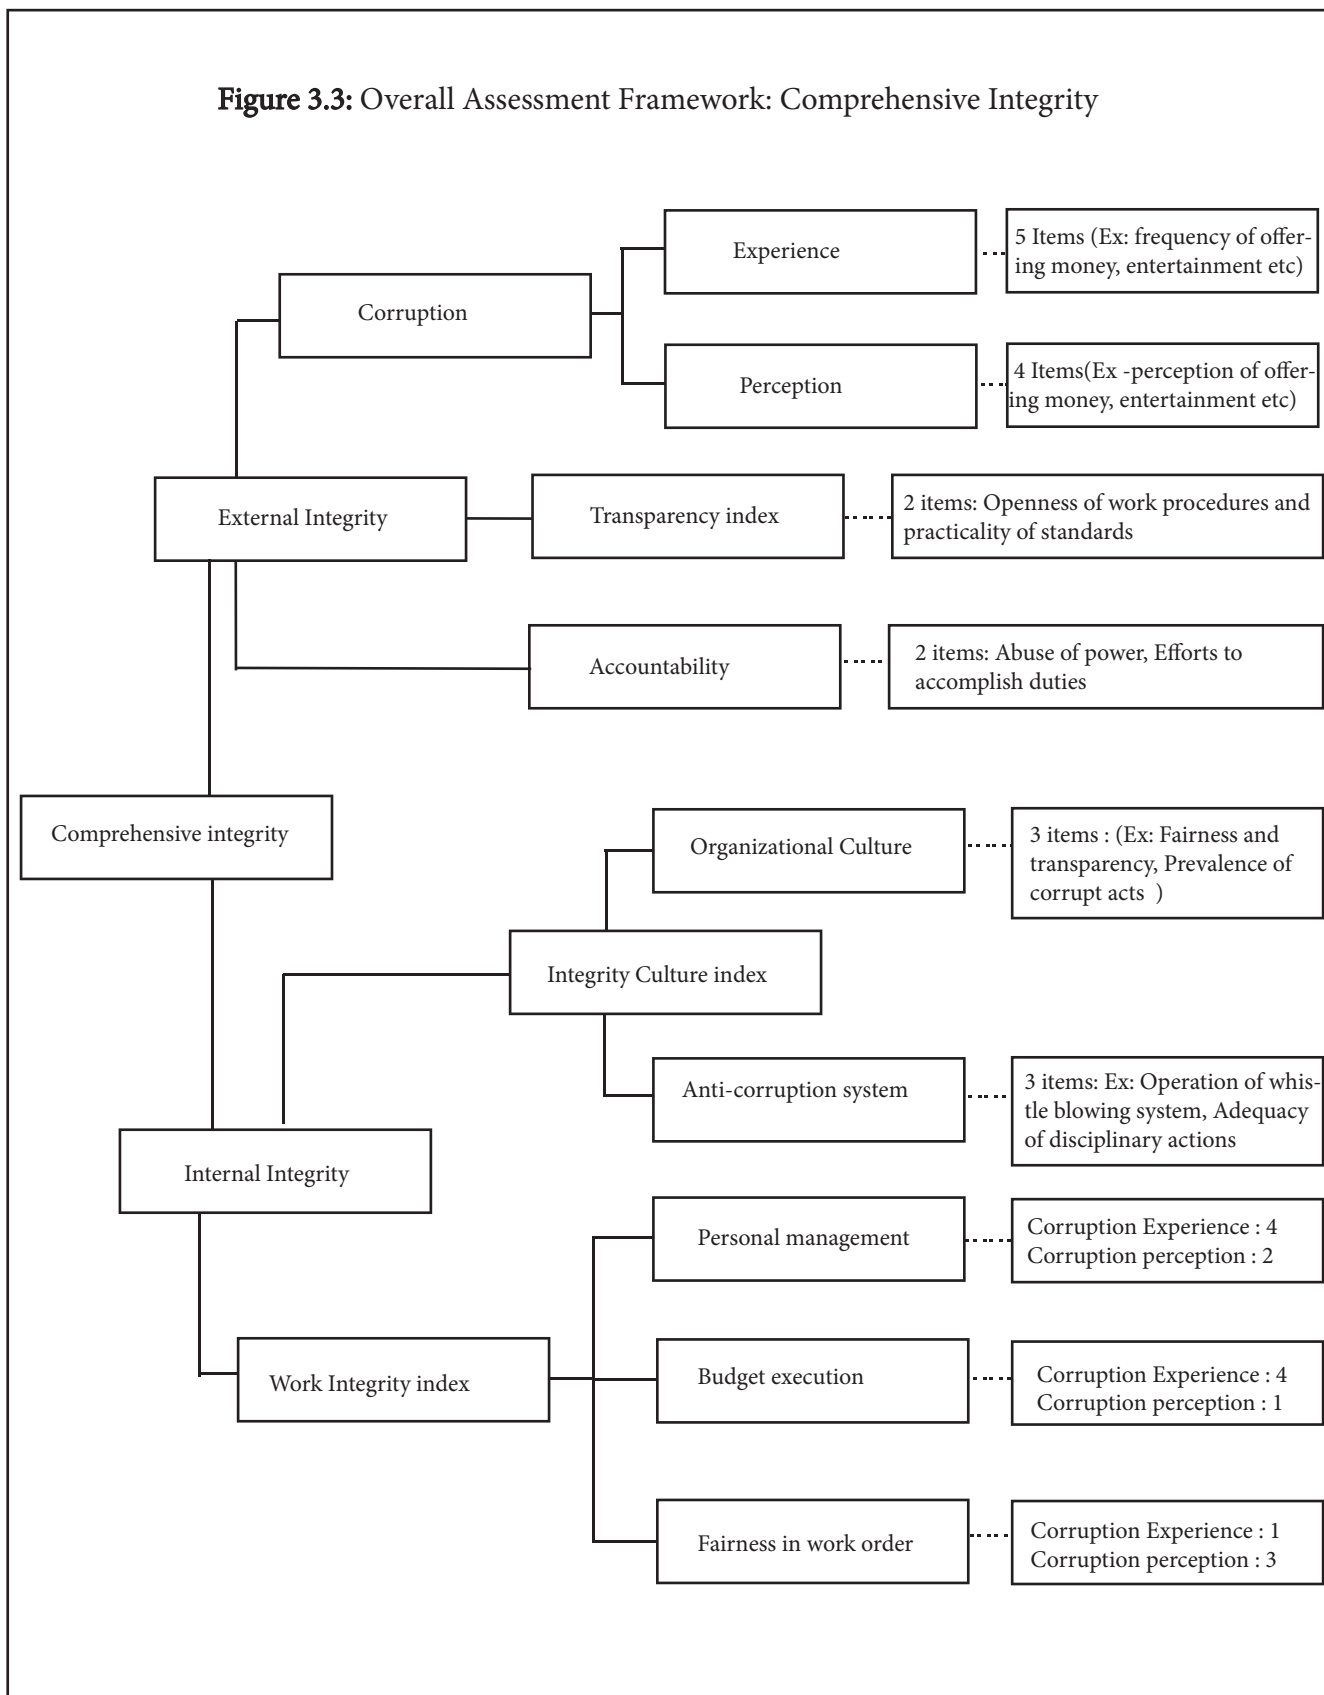 Figure 3.3: Overall Assessment Framework: Comprehensive Integrity
Experience
5 Items (Ex: frequency of offer-
ing money, entertainment etc)
Corruption
Perception
4 Items(Ex -perception of offer-
ing money, entertainment etc)
External Integrity
Transparency index
2 items: Openness of work procedures and
practicality of standards
Accountability
2 items: Abuse of power, Efforts to
accomplish duties
Comprehensive integrity
Organizational Culture
3 items : (Ex: Fairness and
transparency, Prevalence of
corrupt acts  )
Integrity Culture index
Anti-corruption system
3 items: Ex: Operation of whis-
tle blowing system, Adequacy
of disciplinary actions
Internal Integrity
Personal management
Corruption Experience : 4
Corruption perception : 2
Work Integrity index
Budget execution
Corruption Experience : 4
Corruption perception : 1
Fairness in work order
Corruption Experience : 1
Corruption perception : 3